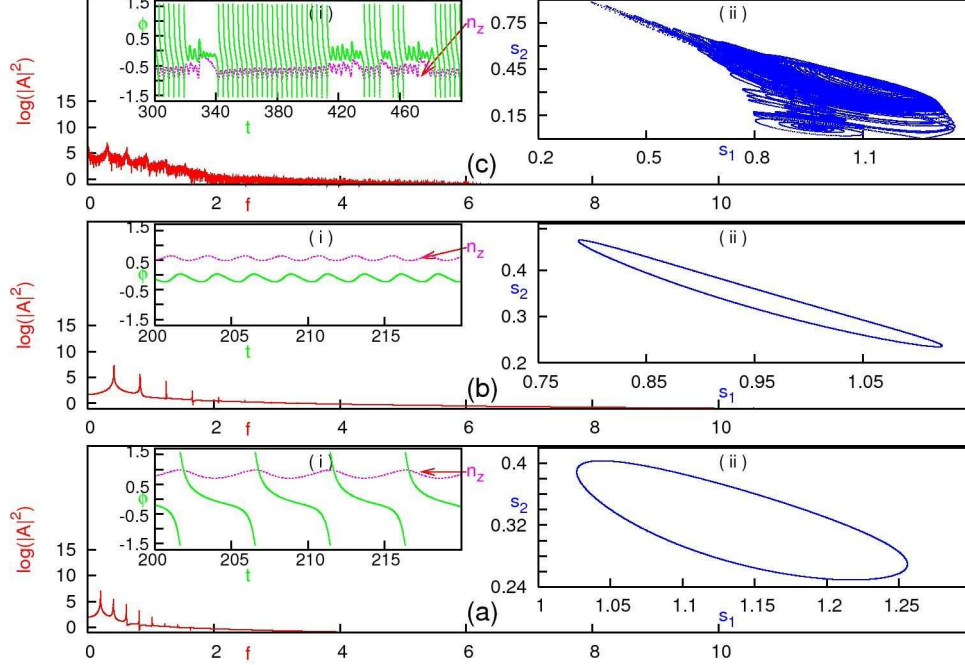 ( i )
( ii )
ϕ
1.5
0.5
-0.5
-1.5
n_z
300 340 380 420 460
t
s_2
0.75
0.45
0.15
0.2 0.5 0.8 1.1
s_1
log(|A|^2)
15
10
5
0
(c)
0 2 4 6 8 10
f
( i )
( ii )
ϕ
1.5
0.5
-0.5
-1.5
n_z
200 205 210 215
t
s_2
0.4
0.3
0.2
0.75 0.85 0.95 1.05
s_1
log(|A|^2)
15
10
5
0
(b)
0 2 4 6 8 10
f
( i )
( ii )
ϕ
1.5
0.5
-0.5
-1.5
n_z
200 205 210 215
t
s_2
0.4
0.32
0.24
1 1.05 1.1 1.15 1.2 1.25
s_1
log(|A|^2)
15
10
5
0
(a)
0 2 4 6 8 10
f